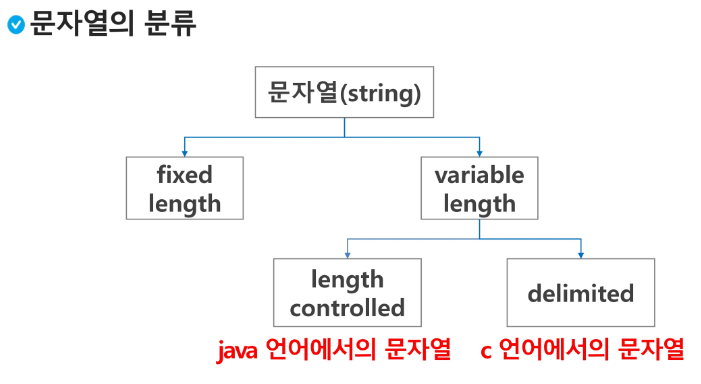 문자열의 분류
문자열(string)
fixed
length
variable
length
length
controlled
delimited
java 언어에서의 문자열
c 언어에서의 문자열